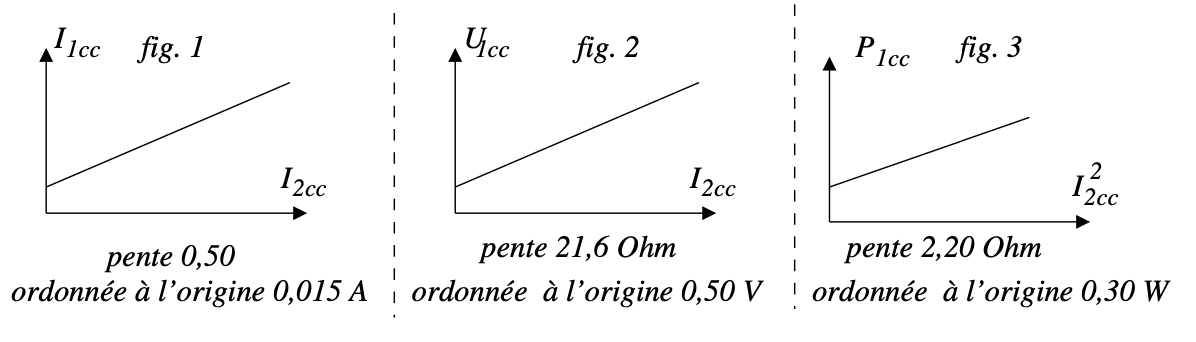 I1cc fig. 1
I2cc
pente 0,50
ordonnée à l'origine 0,015 A
U1cc fig. 2
I2cc
pente 21,6 Ohm
ordonnée à l'origine 0,50 V
P1cc fig. 3
I²2cc
pente 2,20 Ohm
ordonnée à l'origine 0,30 W